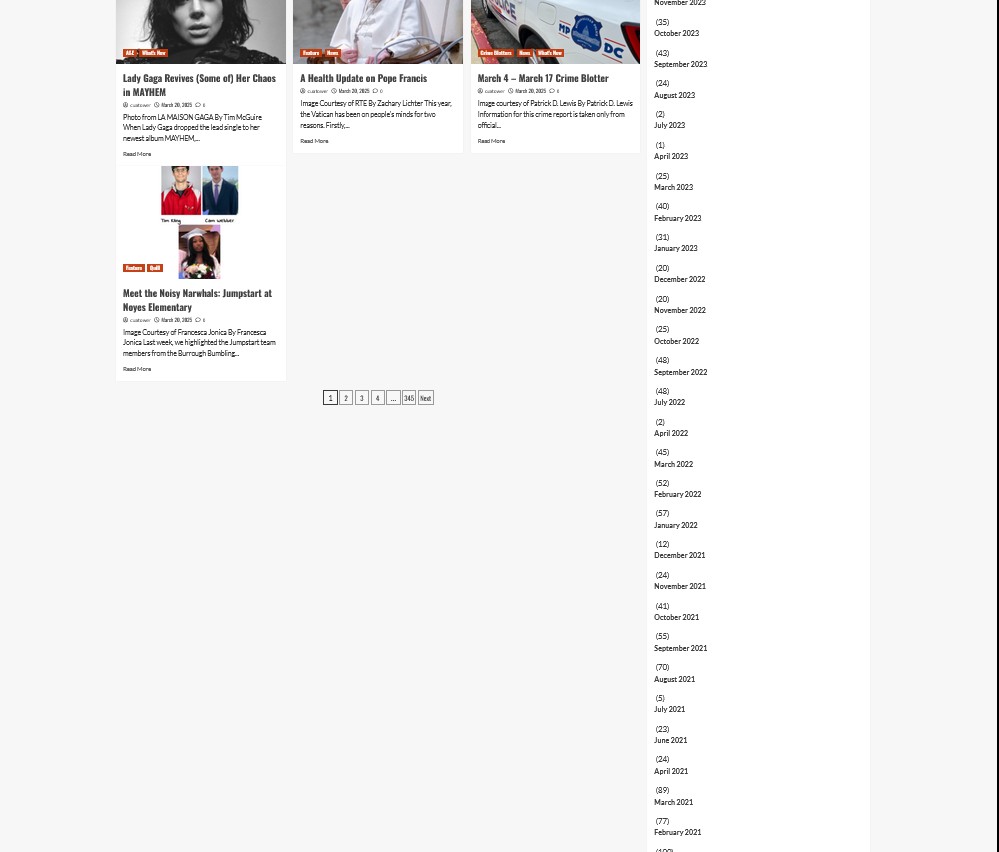 POLICE
MP DC
A&E What's New
Lady Gaga Revives (Some of) Her Chaos
in MAYHEM
cuatower March 20, 2025 0
Photo from LA MAISON GAGA By Tim McGuire
When Lady Gaga dropped the lead single to her
newest album MAYHEM,...
Read More
Feature News
A Health Update on Pope Francis
cuatower March 20, 2025 0
Image Courtesy of RTE By Zachary Lichter This year,
the Vatican has been on people's minds for two
reasons. Firstly,...
Read More
Crime Blotters News What's New
March 4 – March 17 Crime Blotter
cuatower March 20, 2025 0
Image courtesy of Patrick D. Lewis By Patrick D. Lewis
Information for this crime report is taken only from
official...
Read More
Tim King Cam Webber
Feature Quill
Meet the Noisy Narwhals: Jumpstart at
Noyes Elementary
cuatower March 20, 2025 0
Image Courtesy of Francesca Jonica By Francesca
Jonica Last week, we highlighted the Jumpstart team
members from the Burrough Bumbling...
Read More
1 2 3 4 … 345 Next
November 2023
(35)
October 2023
(43)
September 2023
(24)
August 2023
(2)
July 2023
(1)
April 2023
(25)
March 2023
(40)
February 2023
(31)
January 2023
(20)
December 2022
(20)
November 2022
(25)
October 2022
(48)
September 2022
(48)
July 2022
(2)
April 2022
(45)
March 2022
(52)
February 2022
(57)
January 2022
(12)
December 2021
(24)
November 2021
(41)
October 2021
(55)
September 2021
(70)
August 2021
(5)
July 2021
(23)
June 2021
(24)
April 2021
(89)
March 2021
(77)
February 2021